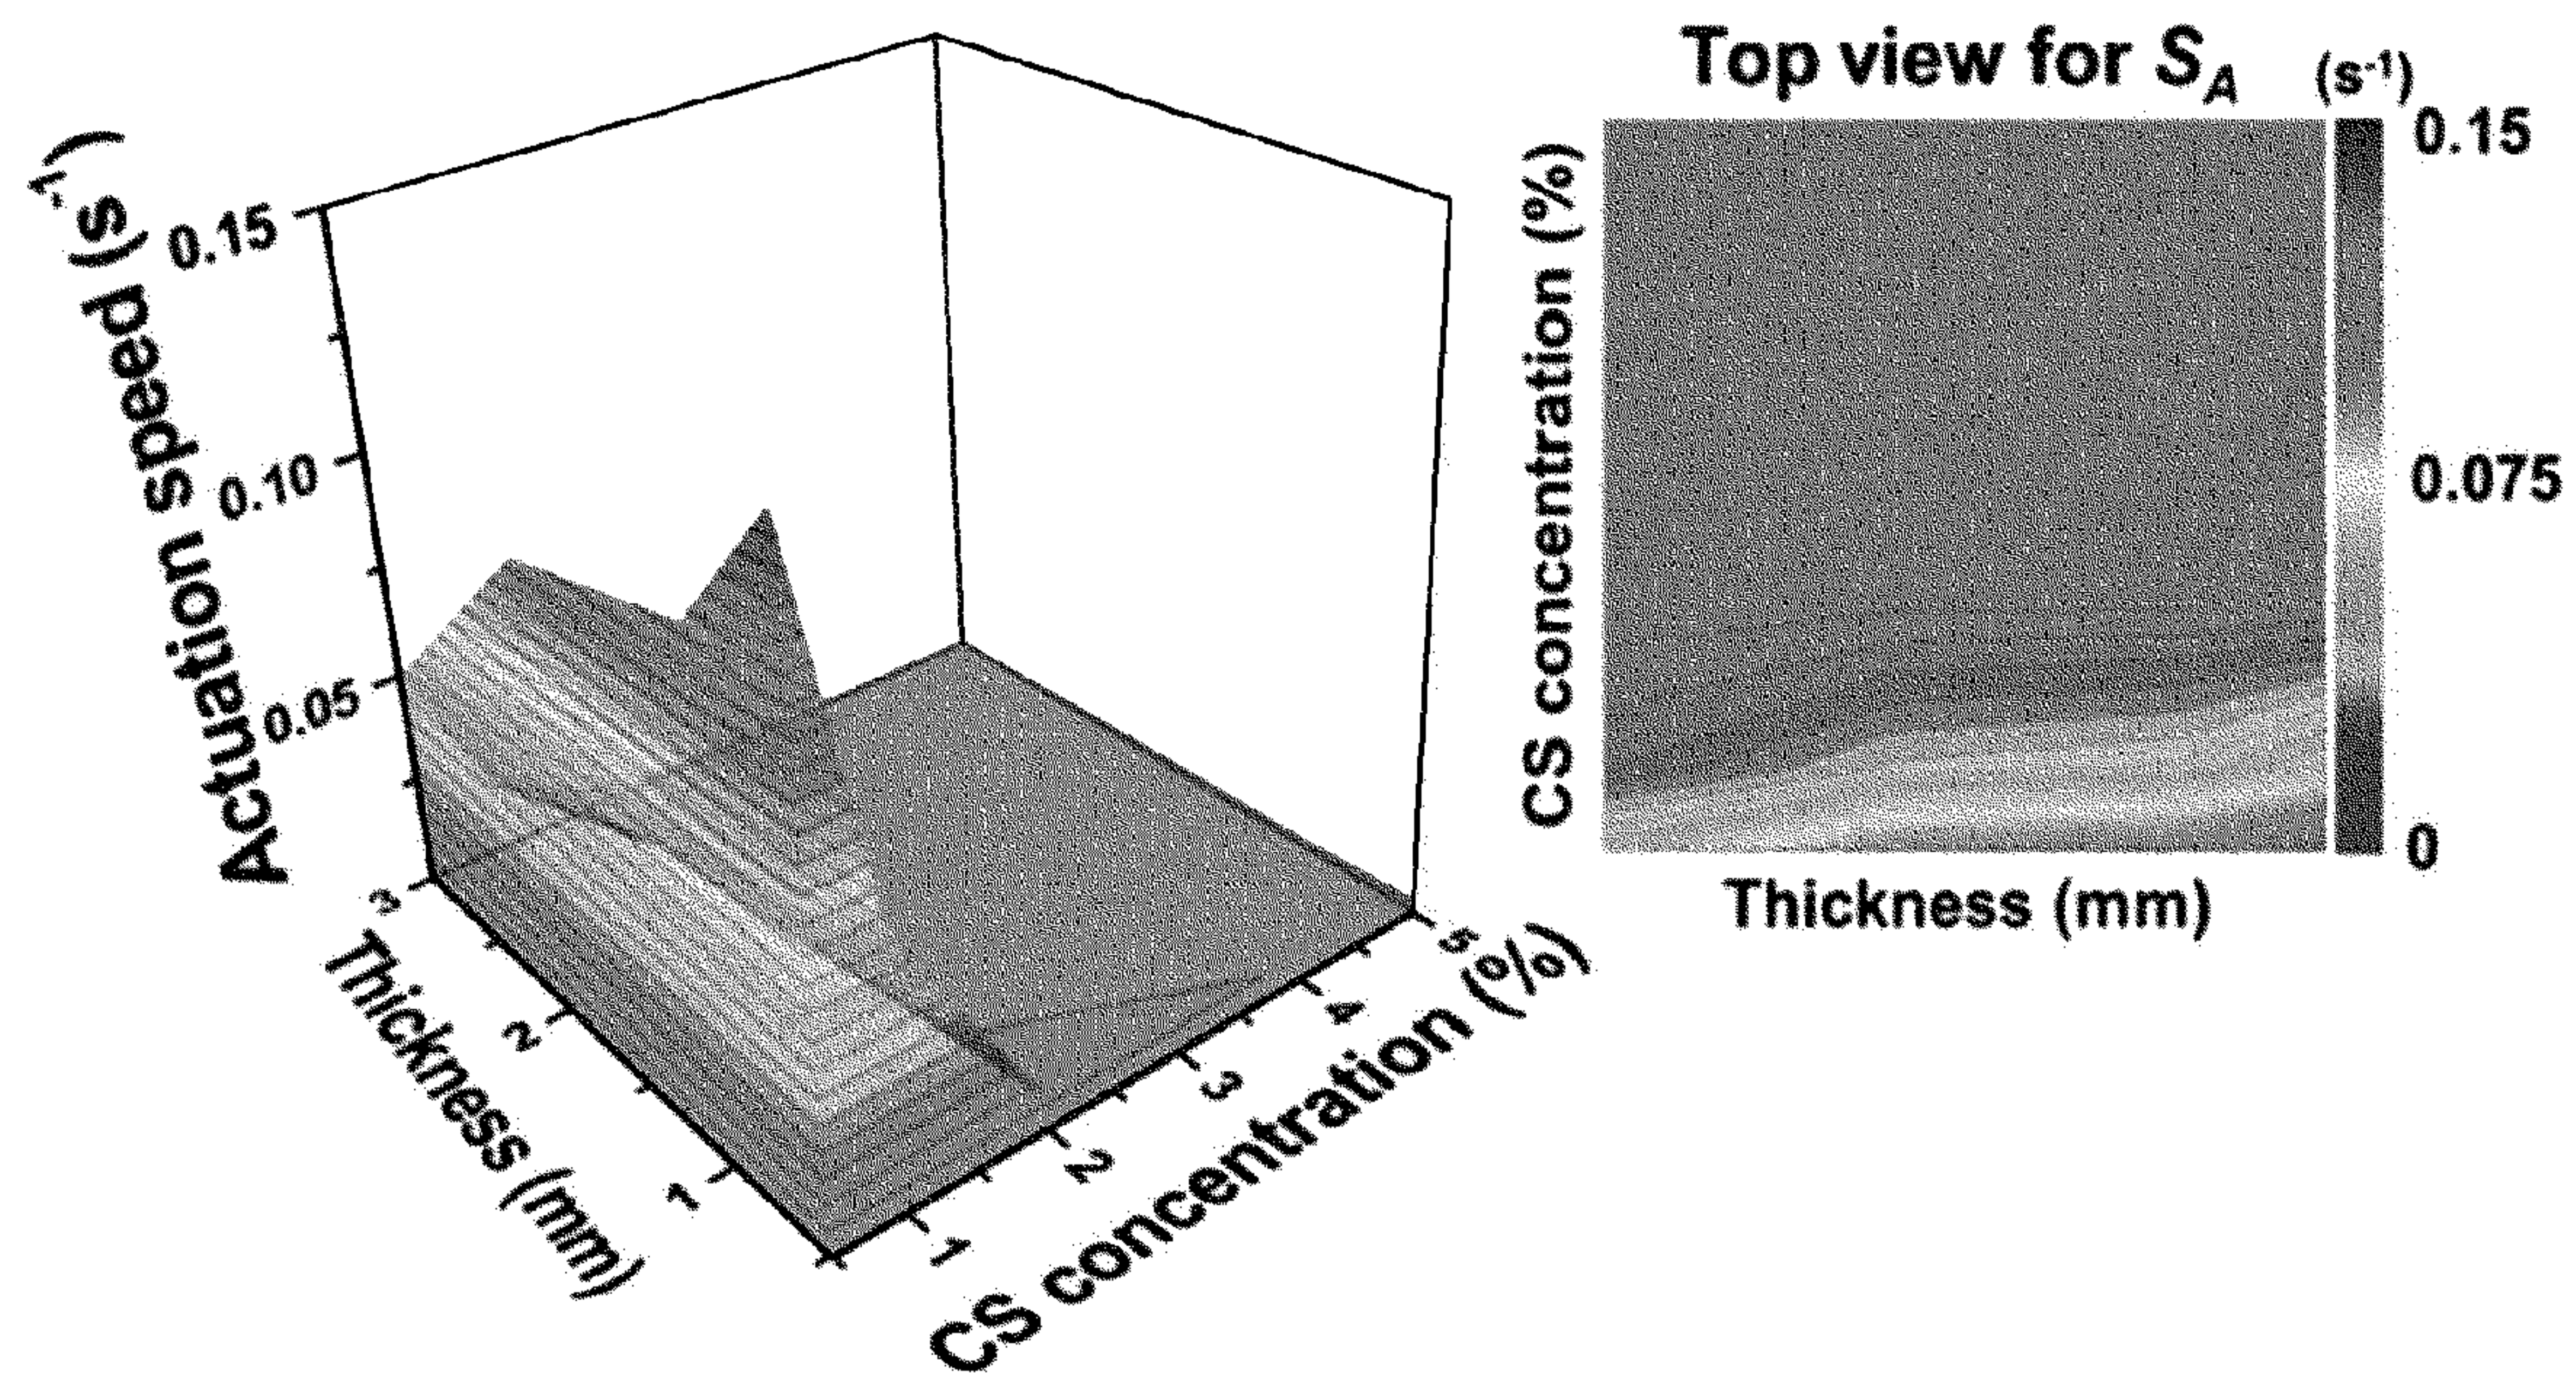 Actuation speed (s⁻¹)
0.15
0.10
0.05
3
2
1
Thickness (mm)
1
2
3
4
5
CS concentration (%)
Top view for S_A (s⁻¹)
CS concentration (%)
Thickness (mm)
0.15
0.075
0